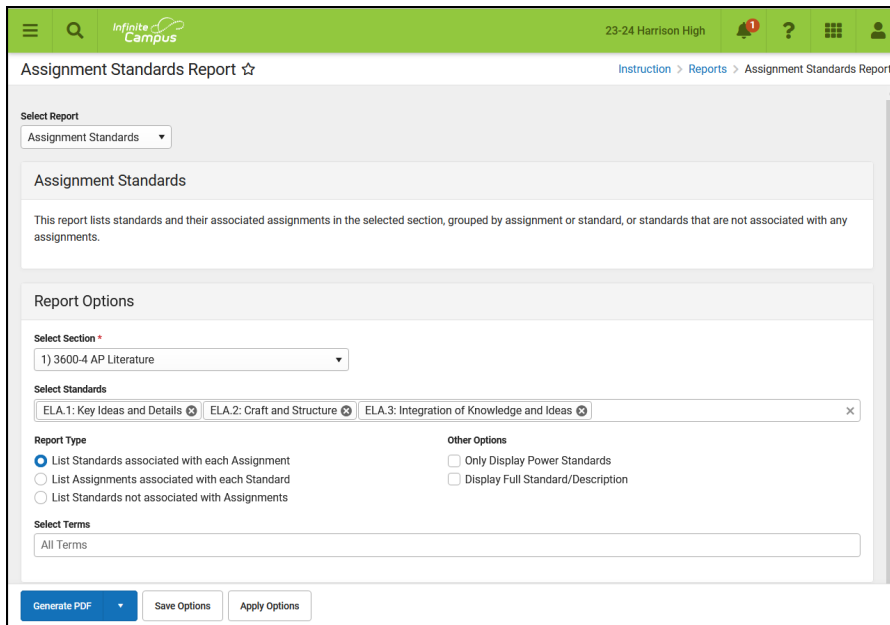 Infinite
Campus
23-24 Harrison High
1
?
Assignment Standards Report
Instruction > Reports > Assignment Standards Report
Select Report
Assignment Standards
Assignment Standards
This report lists standards and their associated assignments in the selected section, grouped by assignment or standard, or standards that are not associated with any
assignments.
Report Options
Select Section *
1) 3600-4 AP Literature
Select Standards
ELA.1: Key Ideas and Details ELA.2: Craft and Structure ELA.3: Integration of Knowledge and Ideas
Report Type
Other Options
List Standards associated with each Assignment
Only Display Power Standards
List Assignments associated with each Standard
Display Full Standard/Description
List Standards not associated with Assignments
Select Terms
All Terms
Generate PDF
Save Options
Apply Options